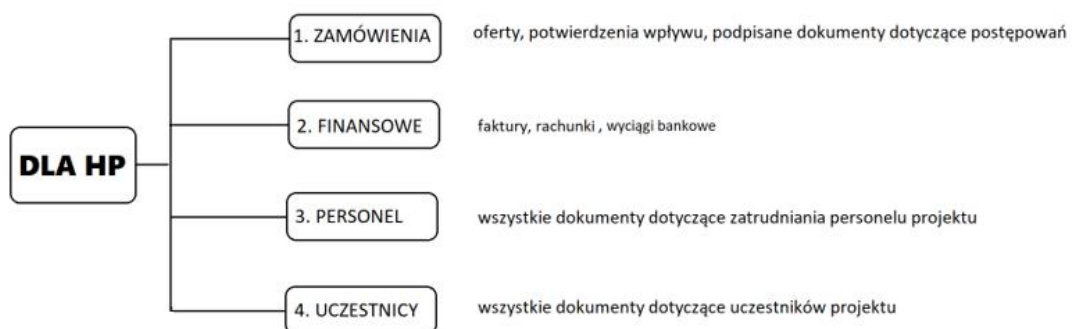 1. ZAMÓWIENIA
oferty, potwierdzenia wpływu, podpisane dokumenty dotyczące postępowań
2. FINANSOWE
faktury, rachunki , wyciągi bankowe
DLA HP
3. PERSONEL
wszystkie dokumenty dotyczące zatrudniania personelu projektu
4. UCZESTNICY
wszystkie dokumenty dotyczące uczestników projektu